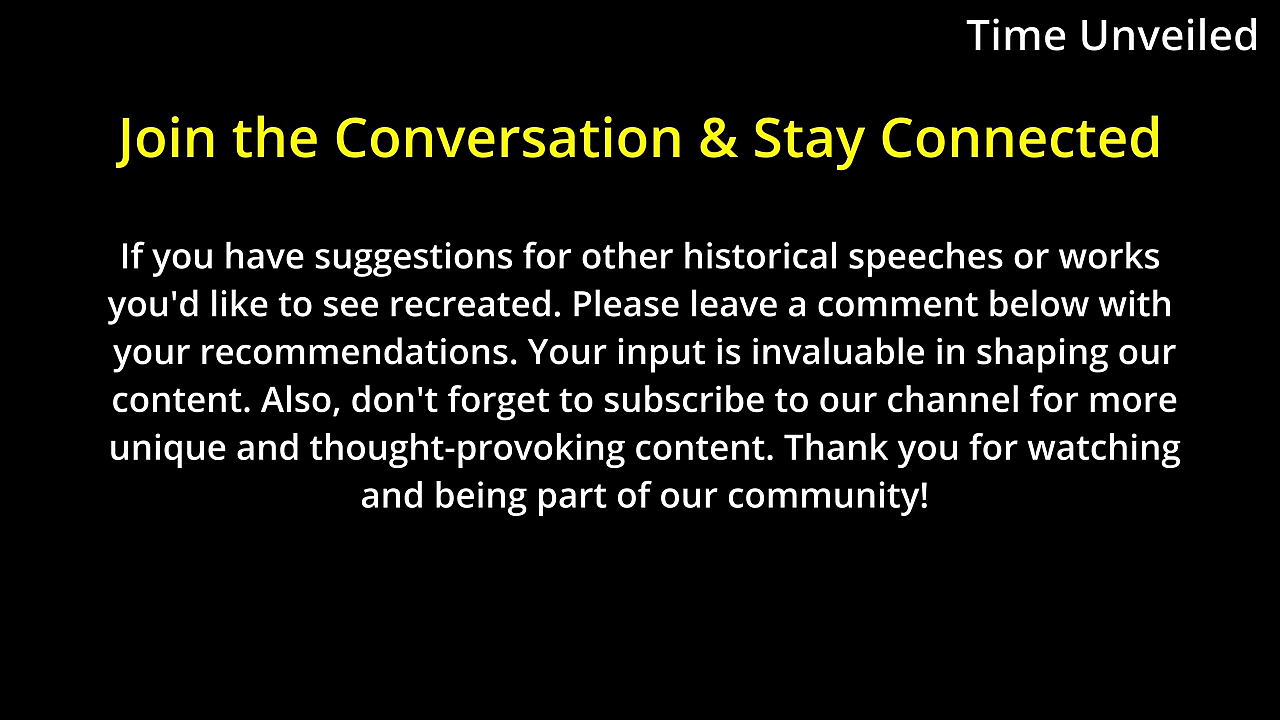 Time Unveiled
Join the Conversation & Stay Connected
If you have suggestions for other historical speeches or works
you'd like to see recreated. Please leave a comment below with
your recommendations. Your input is invaluable in shaping our
content. Also, don't forget to subscribe to our channel for more
unique and thought-provoking content. Thank you for watching
and being part of our community!